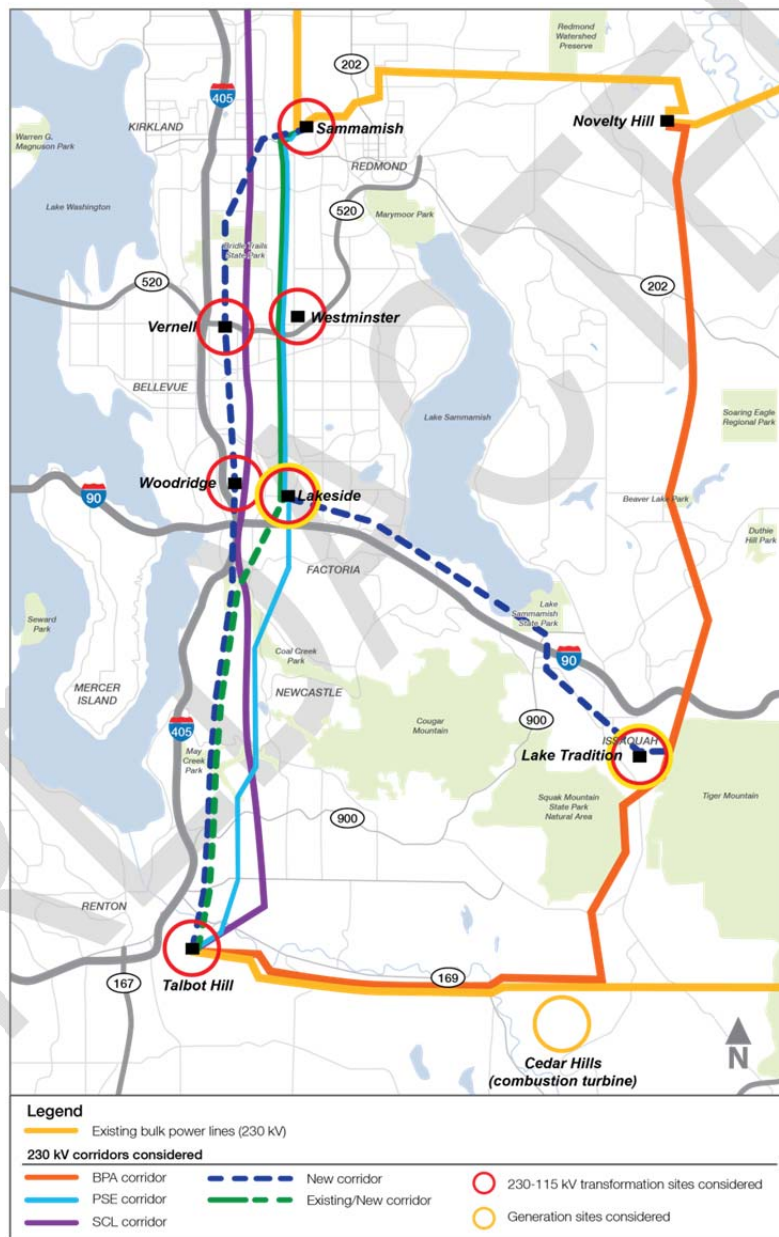 Redmond
Watershed
Preserve
202
405
KIRKLAND
Sammamish
Novelty Hill
Warren G.
Magnuson Park
REDMOND
Lake Washington
Marymoor Park
520
Bridle Trails
State Park
520
202
Westminster
Vernell
BELLEVUE
Lake Sammamish
Soaring Eagle
Regional Park
Woodridge
Lakeside
90
Beaver Lake Park
Duthie
Hill Park
FACTORIA
Lake
Sammamish
State Park
Seward
Park
90
Coal Creek
Park
MERCER
ISLAND
NEWCASTLE
Cougar
Mountain
900
405
ISSAQUAH
May
Creek
Park
Lake Tradition
Squak Mountain
State Park
Natural Area
Tiger Mountain
900
RENTON
Talbot Hill
169
167
Cedar Hills
(combustion turbine)
N
Legend
Existing bulk power lines (230 kV)
230 kV corridors considered
BPA corridor
New corridor
230-115 kV transformation sites considered
PSE corridor
Existing/New corridor
Generation sites considered
SCL corridor